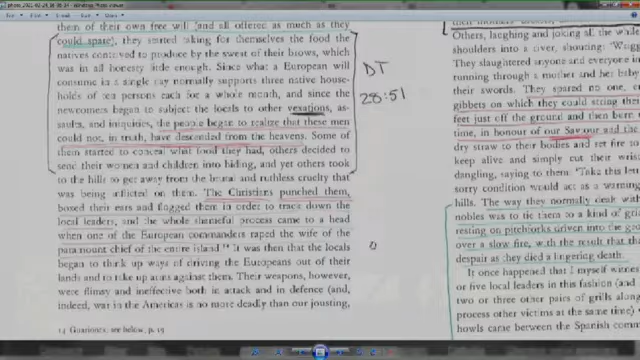 them of their own free will (and all offered as much as they
could spare), they started taking for themselves the food the
natives contrived to produce by the sweat of their brows, which
was in all honesty little enough. Since what a European will
consume in a single day normally supports three native house-
holds of ten persons each for a whole month, and since the
newcomers began to subject the locals to other vexations, as-
saults, and iniquities, the people began to realize that these men
could not, in truth, have descended from the heavens. Some of
them started to conceal what food they had, others decided to
send their women and children into hiding, and yet others took
to the hills to get away from the brutal and ruthless cruelty that
was being inflicted on them. The Christians punched them,
boxed their ears and flogged them in order to track down the
local leaders, and the whole shameful process came to a head
when one of the European commanders raped the wife of the
paramount chief of the entire island. It was then that the locals
began to think up ways of driving the Europeans out of their
lands and to take up arms against them. Their weapons, however,
were flimsy and ineffective both in attack and in defence (and,
indeed, war in the Americas is no more deadly than our jousting,
14 Guarionex, see below, p. 19
DT
28:51
Others, laughing and joking all the while
shoulders into a river, shouting: 'Wrigg
They slaughtered anyone and everyone in
running through a mother and her baby
their swords. They spared no one, er
gibbets on which they could string their
feet just off the ground and then burn t
time, in honour of our Saviour and the
dry straw to their bodies and set fire to
keep alive and simply cut their wris
dangling, saying to them: 'Take this let
sorry condition would act as a warning
hills. The way they normally dealt with
nobles was to tie them to a kind of gr
resting on pitchforks driven into the gro
over a slow fire, with the result that th
despair as they died a lingering death.
It once happened that I myself witne
or five local leaders in this fashion (and
two or three other pairs of grills along
process other victims at the same time)
howls came between the Spanish comm